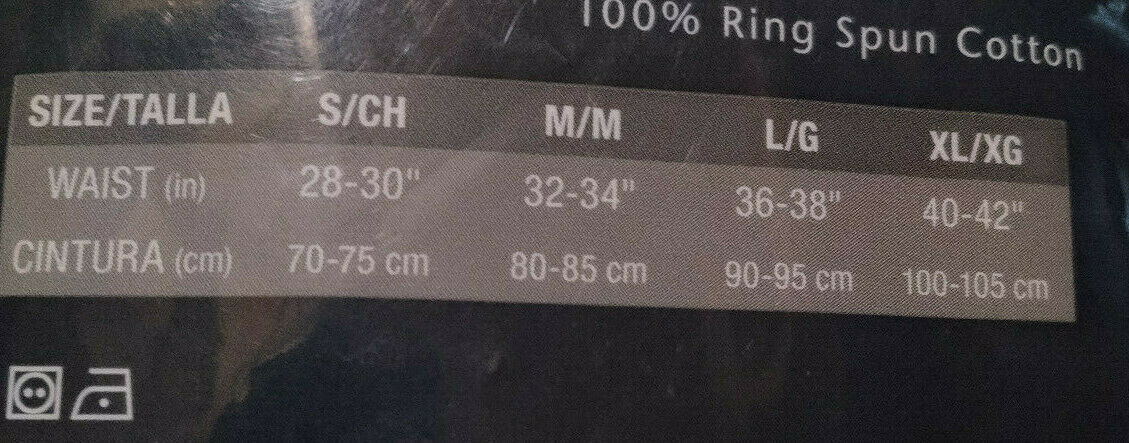 100% Ring Spun Cotton
SIZE/TALLA S/CH M/M L/G XL/XG
WAIST (in) 28-30" 32-34" 36-38" 40-42"
CINTURA (cm) 70-75 cm 80-85 cm 90-95 cm 100-105 cm